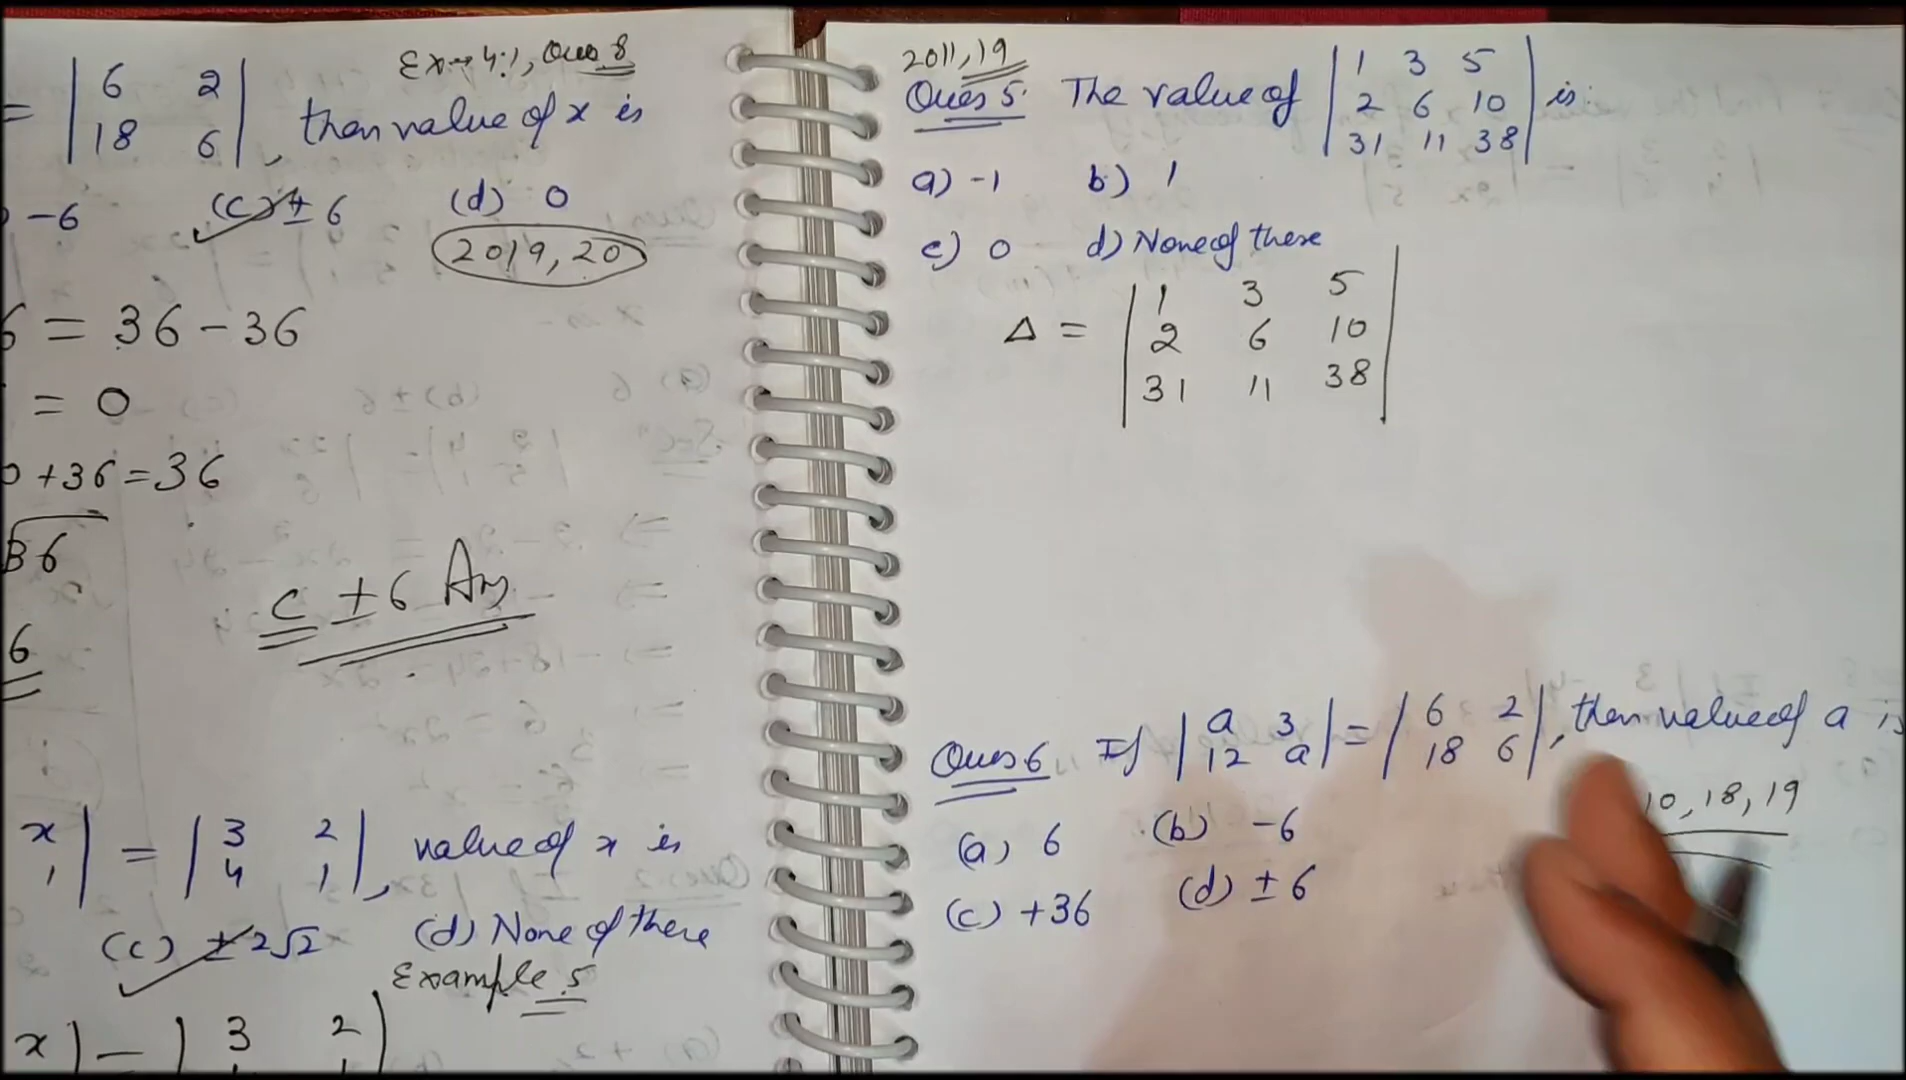 Ex→4.1, Ques 8
= | 6 2 |
| 18 6 |, then value of x is
-6 (c) ± 6 (d) 0
2019, 20
6 = 36 - 36
= 0
+36 = 36
36
6
c ± 6 Ans
x | = | 3 2 |, value of x is
1 | | 4 1 |
(c) ± 2√2 (d) None of these
Example 5
x | = | 3 2 |
2011, 19
Ques 5. The value of | 1 3 5 | is
| 2 6 10 |
| 31 11 38 |
a) -1 b) 1
c) 0 d) None of these
Δ = | 1 3 5 |
| 2 6 10 |
| 31 11 38 |
Ques 6 If | a 3 | = | 6 2 |, then value of a is
| 12 a | | 18 6 |
10, 18, 19
(a) 6 (b) -6
(c) +36 (d) ± 6